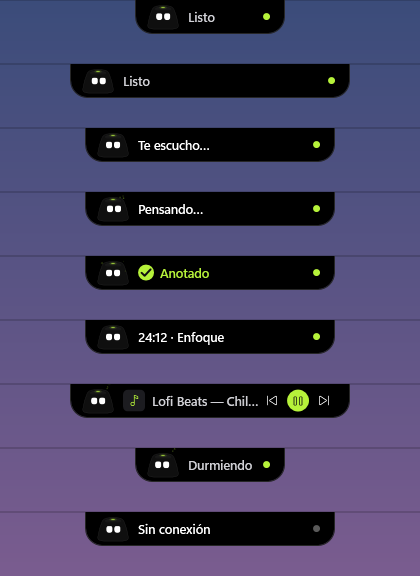 Listo
Listo
Te escucho...
Pensando...
Anotado
24:12 · Enfoque
Lofi Beats — Chil...
Durmiendo
Sin conexión